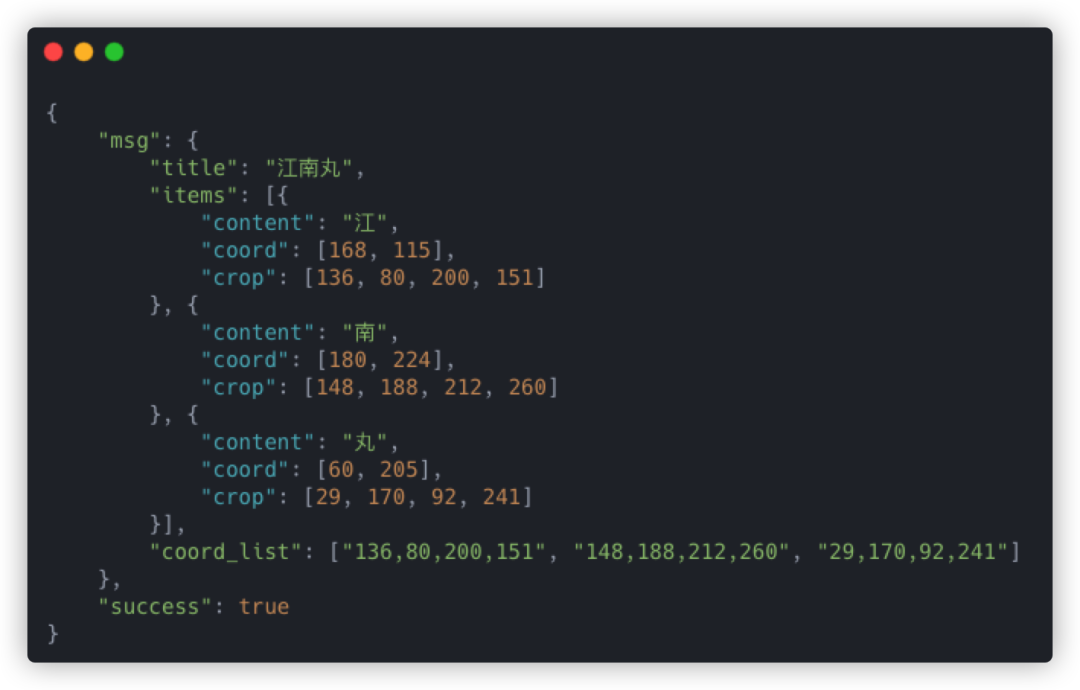 {
    "msg": {
        "title": "江南丸",
        "items": [{
            "content": "江",
            "coord": [168, 115],
            "crop": [136, 80, 200, 151]
        }, {
            "content": "南",
            "coord": [180, 224],
            "crop": [148, 188, 212, 260]
        }, {
            "content": "丸",
            "coord": [60, 205],
            "crop": [29, 170, 92, 241]
        }],
        "coord_list": ["136,80,200,151", "148,188,212,260", "29,170,92,241"]
    },
    "success": true
}